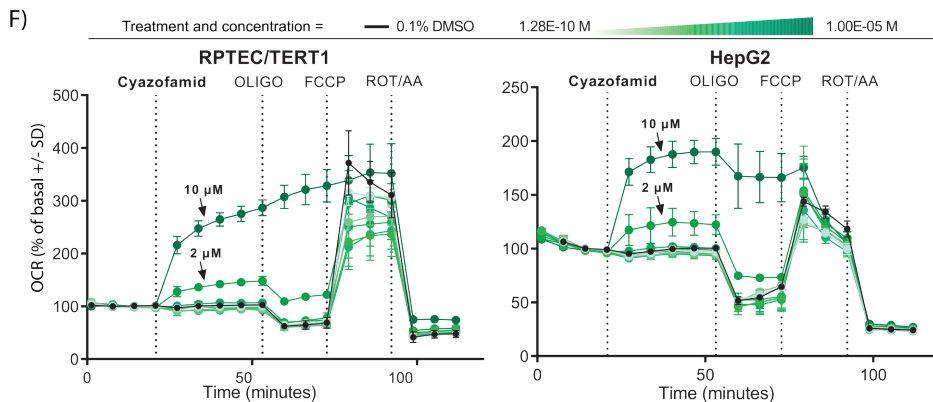 F)
Treatment and concentration = 0.1% DMSO 1.28E-10 M 1.00E-05 M
RPTEC/TERT1
Cyazofamid OLIGO FCCP ROT/AA
OCR (% of basal +/- SD)
500
400
300
200
100
0
10 µM
2 µM
0 50 100
Time (minutes)
HepG2
Cyazofamid OLIGO FCCP ROT/AA
250
200
150
100
50
0
10 µM
2 µM
0 50 100
Time (minutes)